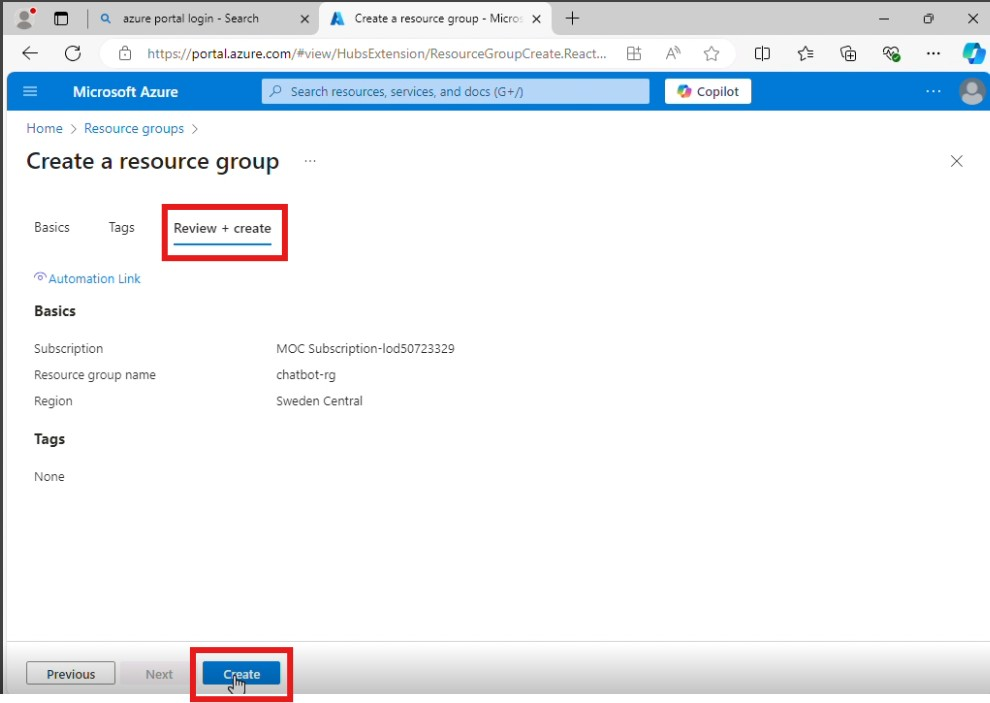 azure portal login - Search
Create a resource group - Micros
https://portal.azure.com/#view/HubsExtension/ResourceGroupCreate.React...
Microsoft Azure
Search resources, services, and docs (G+/)
Copilot
Home > Resource groups >
Create a resource group ...
Basics Tags Review + create
Automation Link
Basics
Subscription MOC Subscription-lod50723329
Resource group name chatbot-rg
Region Sweden Central
Tags
None
Previous Next Create